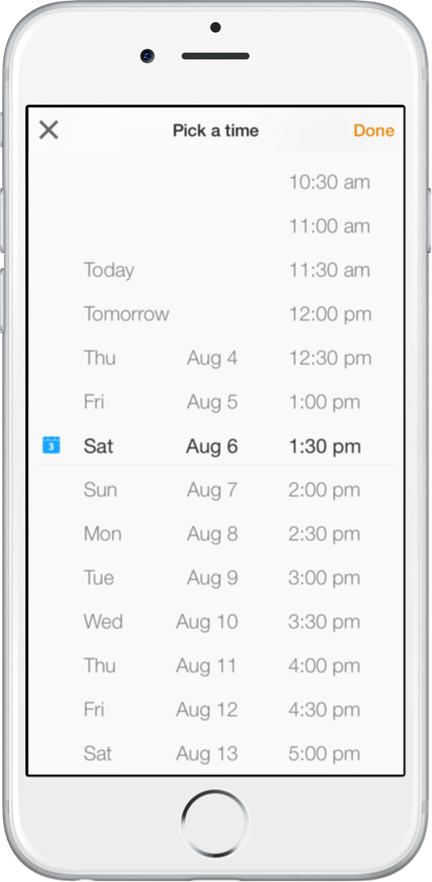 Pick a time Done
10:30 am
11:00 am
Today 11:30 am
Tomorrow 12:00 pm
Thu Aug 4 12:30 pm
Fri Aug 5 1:00 pm
3 Sat Aug 6 1:30 pm
Sun Aug 7 2:00 pm
Mon Aug 8 2:30 pm
Tue Aug 9 3:00 pm
Wed Aug 10 3:30 pm
Thu Aug 11 4:00 pm
Fri Aug 12 4:30 pm
Sat Aug 13 5:00 pm